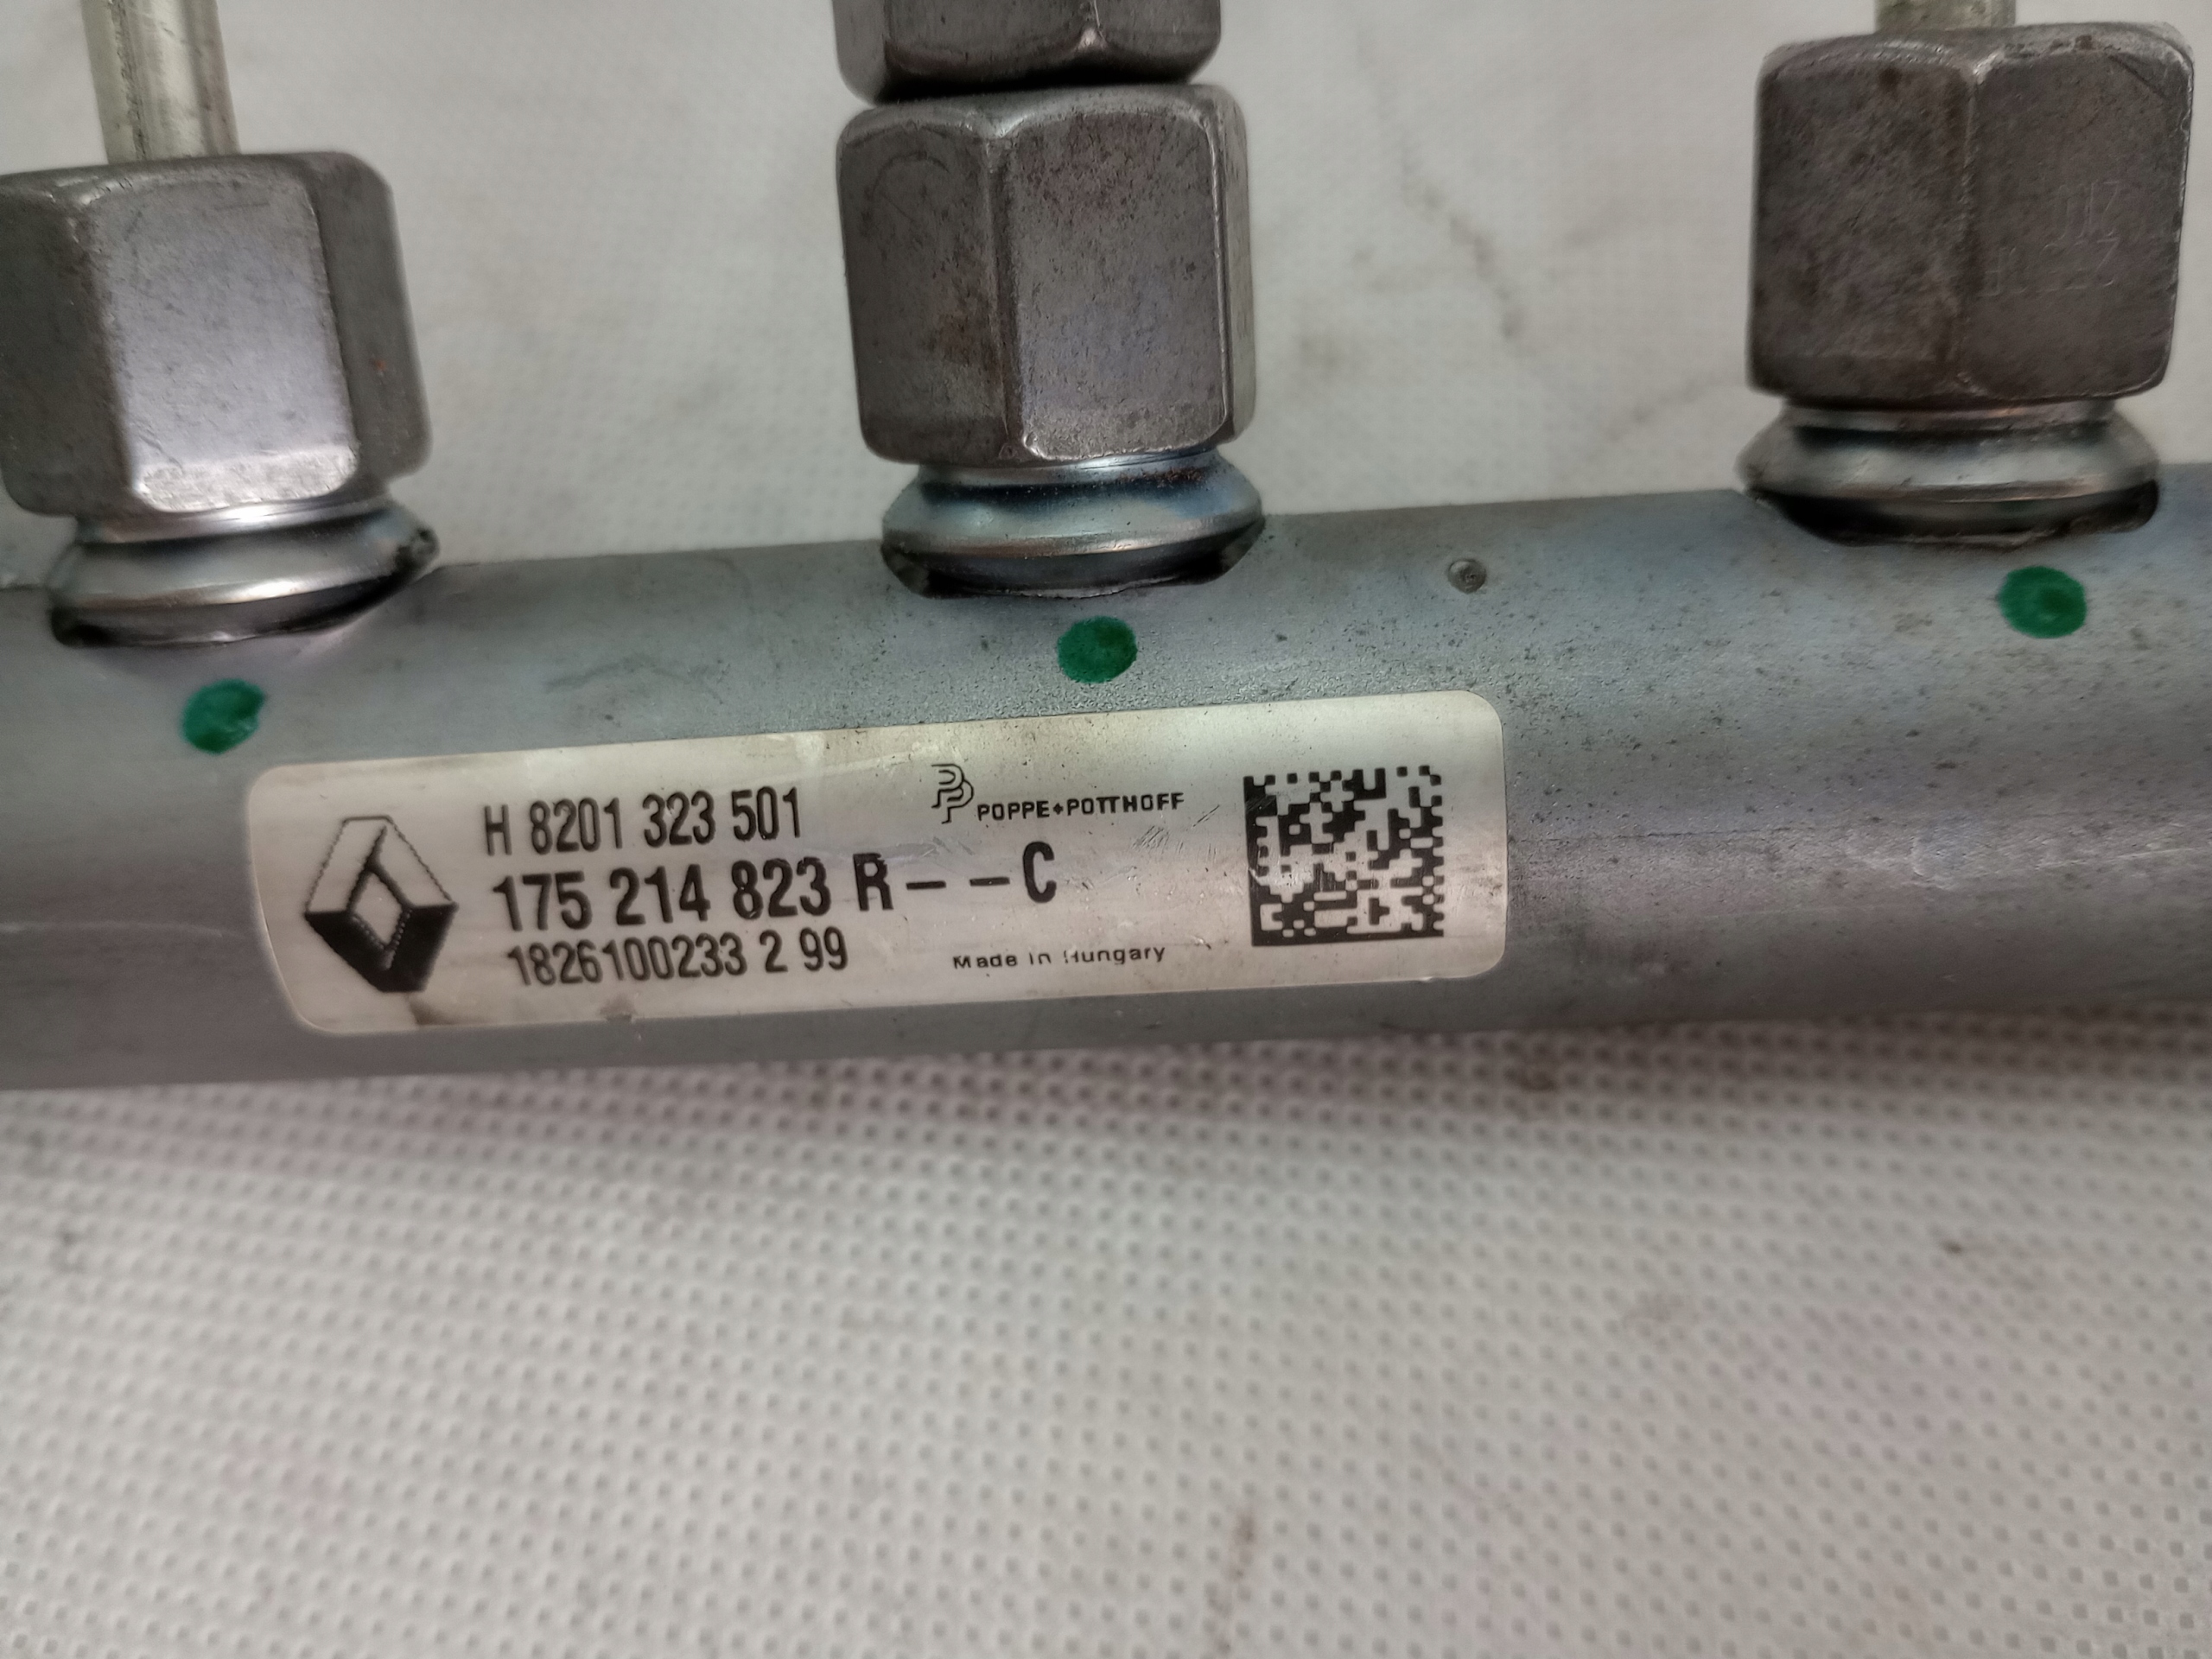 H 8201 323 501
POPPE+POTTHOFF
175 214 823 R - - C
1826100233 2 99
Made in Hungary